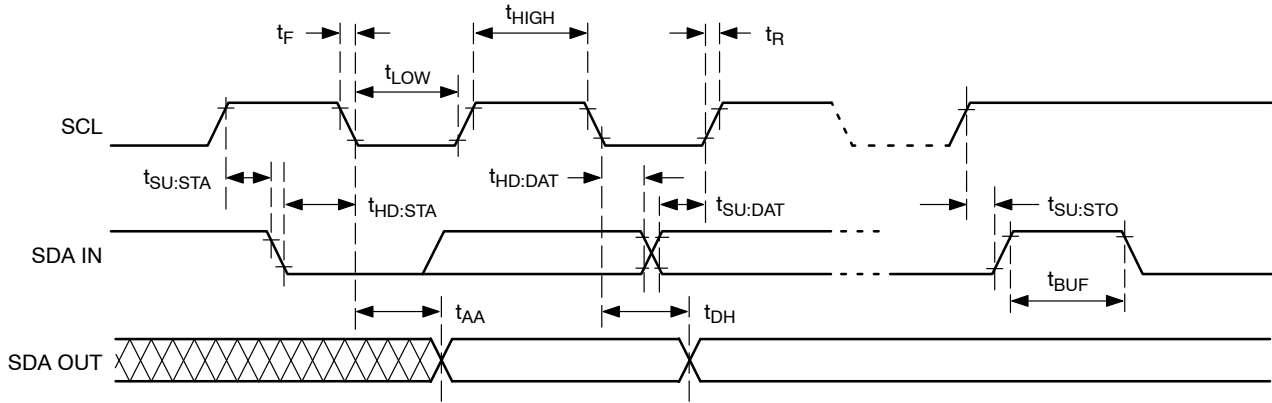 tF
tHIGH
tR
tLOW
SCL
tSU:STA
tHD:STA
tHD:DAT
tSU:DAT
tSU:STO
SDA IN
tBUF
tAA
tDH
SDA OUT